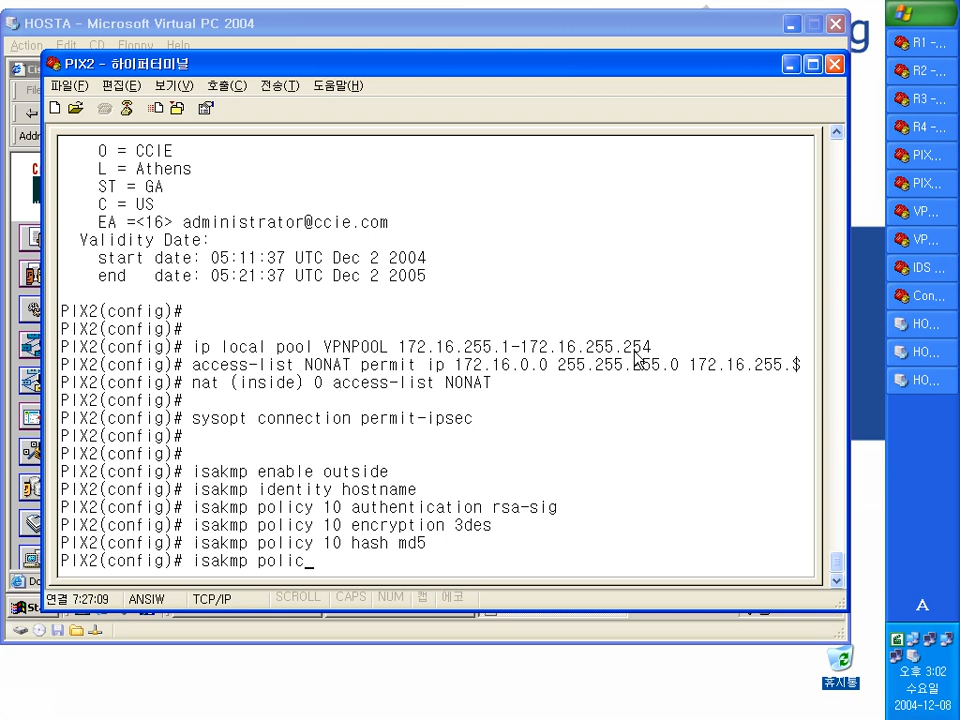 HOSTA - Microsoft Virtual PC 2004
Action Edit CD Floppy Help
PIX2 - 하이퍼터미널
파일(F) 편집(E) 보기(V) 호출(C) 전송(T) 도움말(H)
O = CCIE
L = Athens
ST = GA
C = US
EA =<16> administrator@ccie.com
Validity Date:
start date: 05:11:37 UTC Dec 2 2004
end date: 05:21:37 UTC Dec 2 2005
PIX2(config)#
PIX2(config)#
PIX2(config)# ip local pool VPNPOOL 172.16.255.1-172.16.255.254
PIX2(config)# access-list NONAT permit ip 172.16.0.0 255.255.255.0 172.16.255.$
PIX2(config)# nat (inside) 0 access-list NONAT
PIX2(config)#
PIX2(config)# sysopt connection permit-ipsec
PIX2(config)#
PIX2(config)#
PIX2(config)# isakmp enable outside
PIX2(config)# isakmp identity hostname
PIX2(config)# isakmp policy 10 authentication rsa-sig
PIX2(config)# isakmp policy 10 encryption 3des
PIX2(config)# isakmp policy 10 hash md5
PIX2(config)# isakmp polic_
연결 7:27:09 ANSIW TCP/IP SCROLL CAPS NUM 캡 에코
R1 -...
R2 -...
R3 -...
R4 -...
PIX...
PIX...
VP...
VP...
IDS ...
Con...
HO...
HO...
HO...
A
오후 3:02
수요일
2004-12-08
휴지통